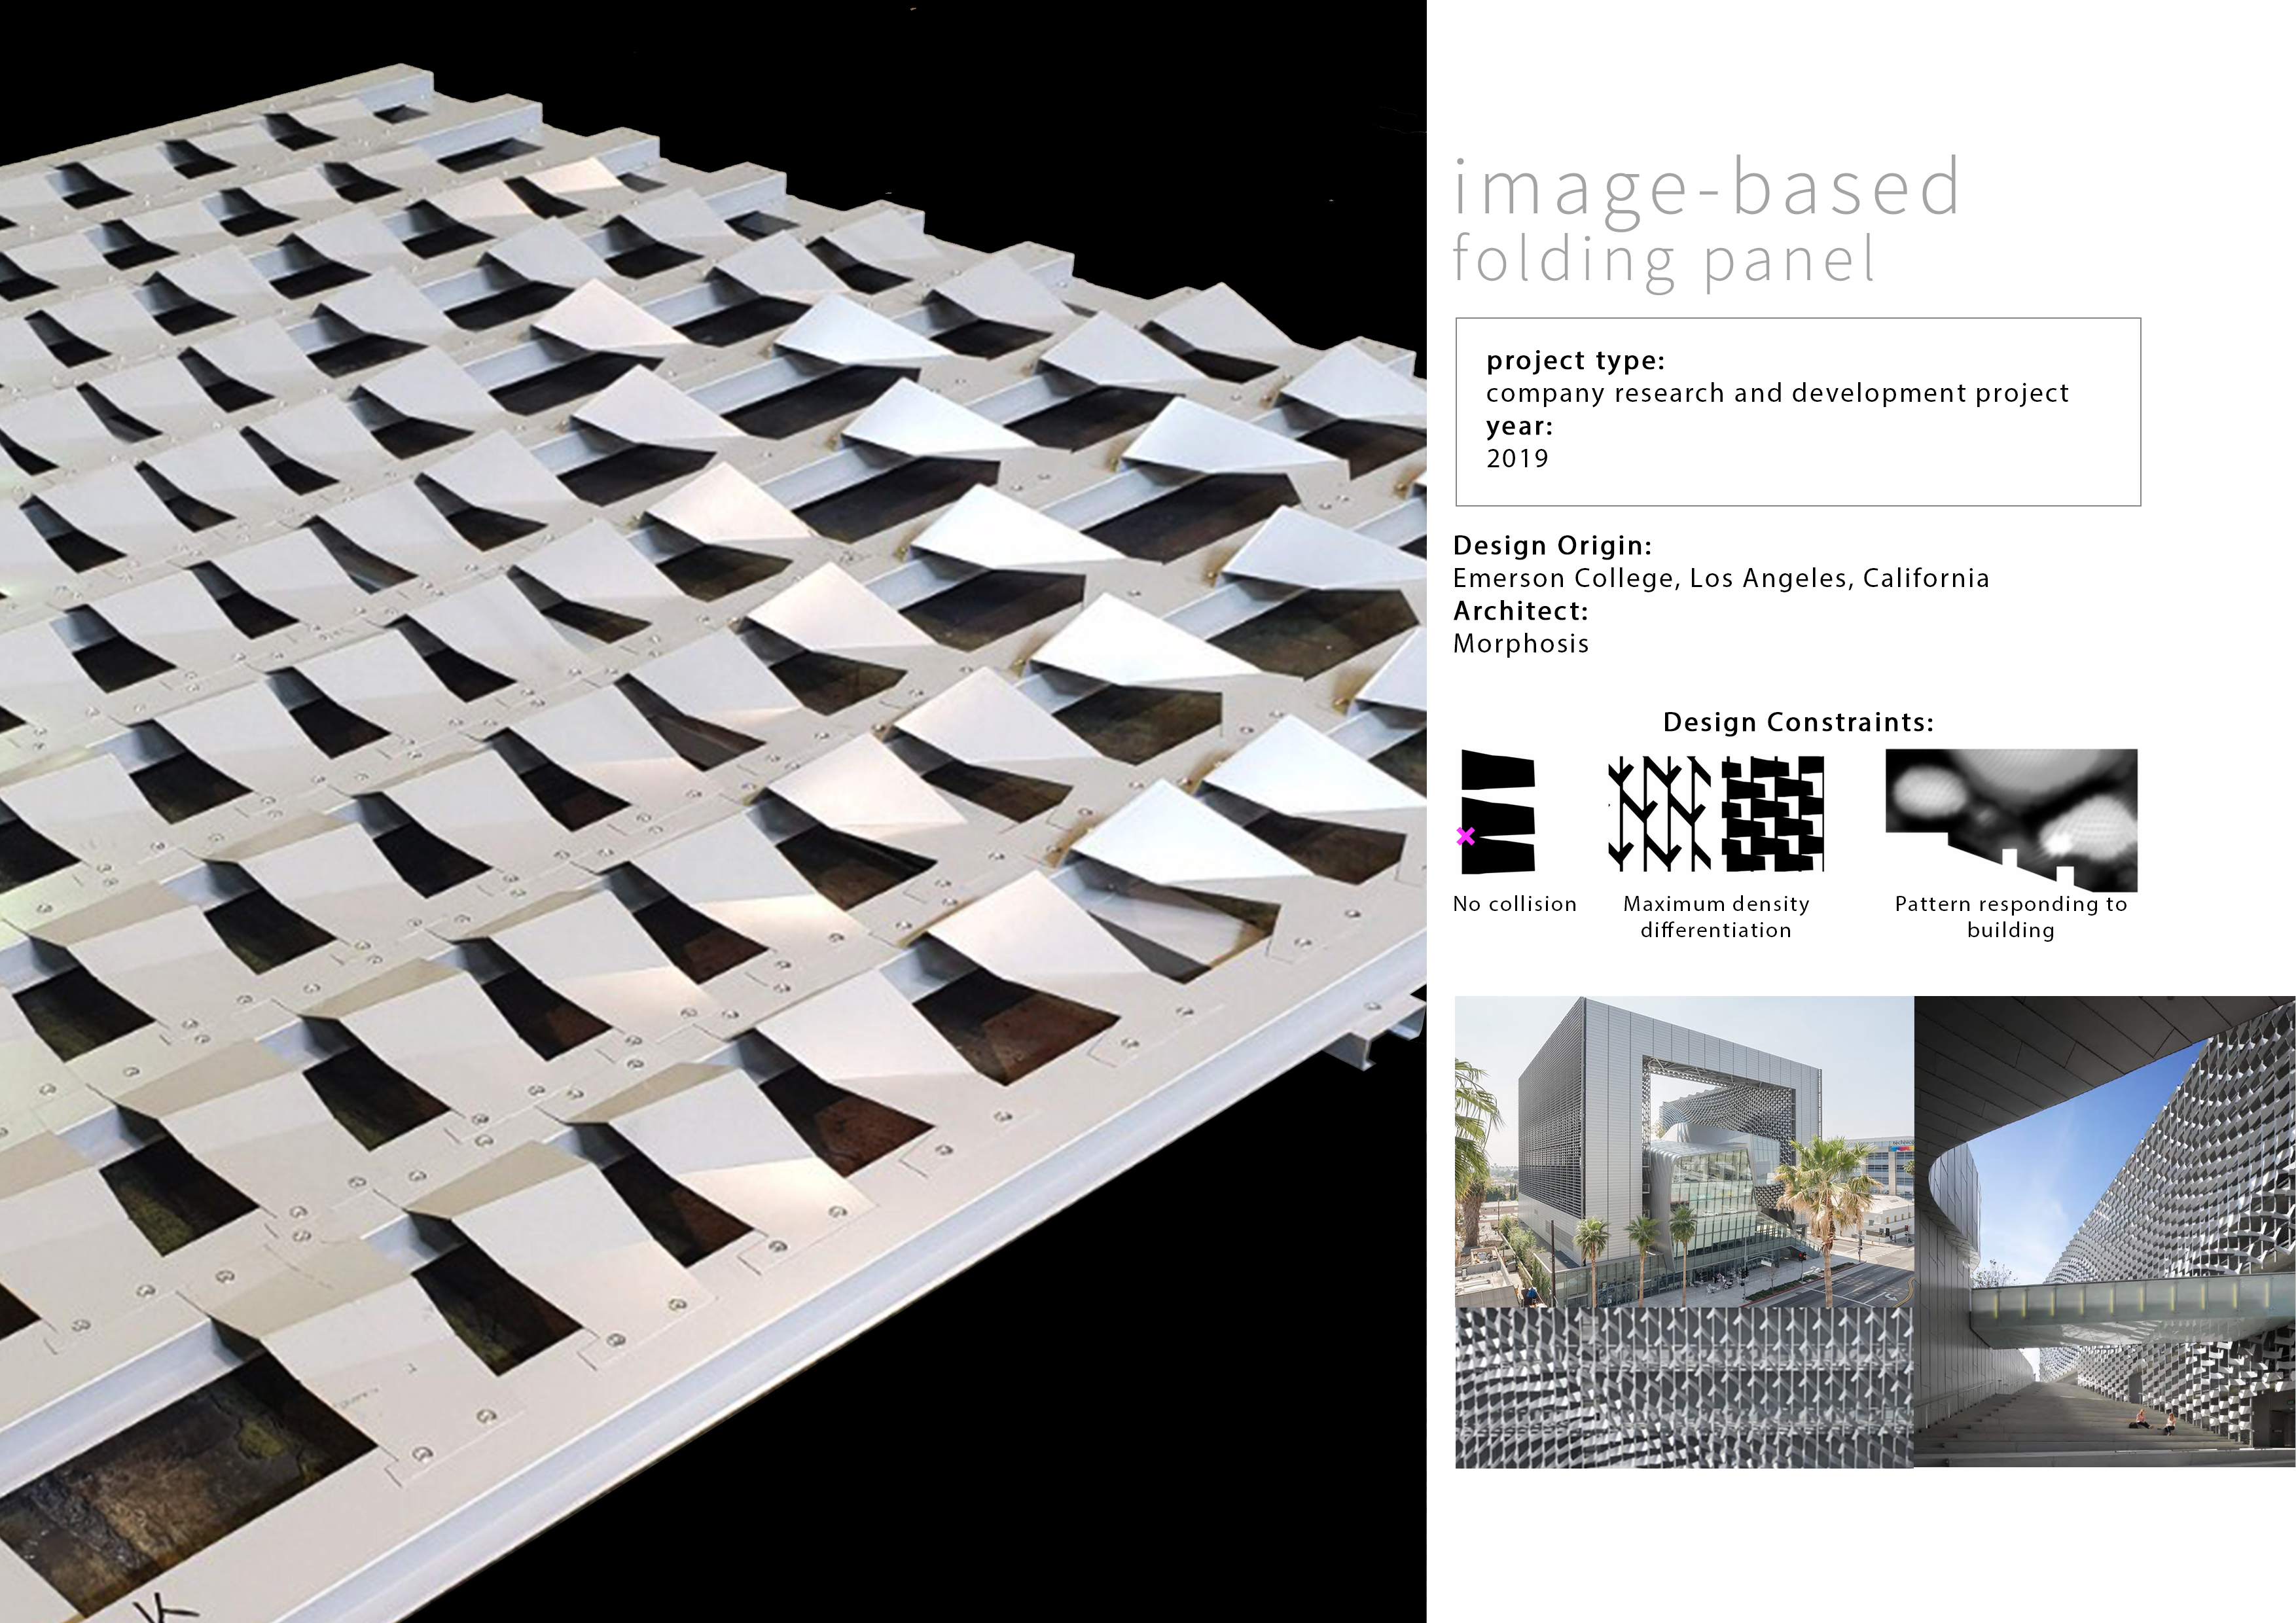 image-based
folding panel
project type:
company research and development project
year:
2019
Design Origin:
Emerson College, Los Angeles, California
Architect:
Morphosis
Design Constraints:
No collision
Maximum density
differentiation
Pattern responding to
building